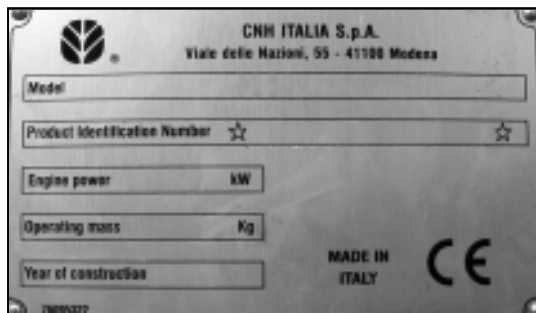 CNH ITALIA S.p.A.
Viale delle Nazioni, 55 - 41100 Modena
Model
Product Identification Number ☆ ☆
Engine power kW
Operating mass Kg
Year of construction
MADE IN
ITALY
CE